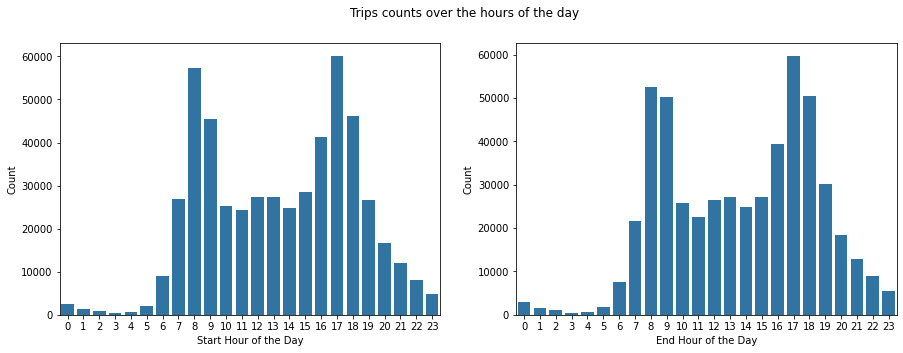 Trips counts over the hours of the day
60000
50000
40000
30000
20000
10000
0
Count
0 1 2 3 4 5 6 7 8 9 10 11 12 13 14 15 16 17 18 19 20 21 22 23
Start Hour of the Day
60000
50000
40000
30000
20000
10000
0
Count
0 1 2 3 4 5 6 7 8 9 10 11 12 13 14 15 16 17 18 19 20 21 22 23
End Hour of the Day